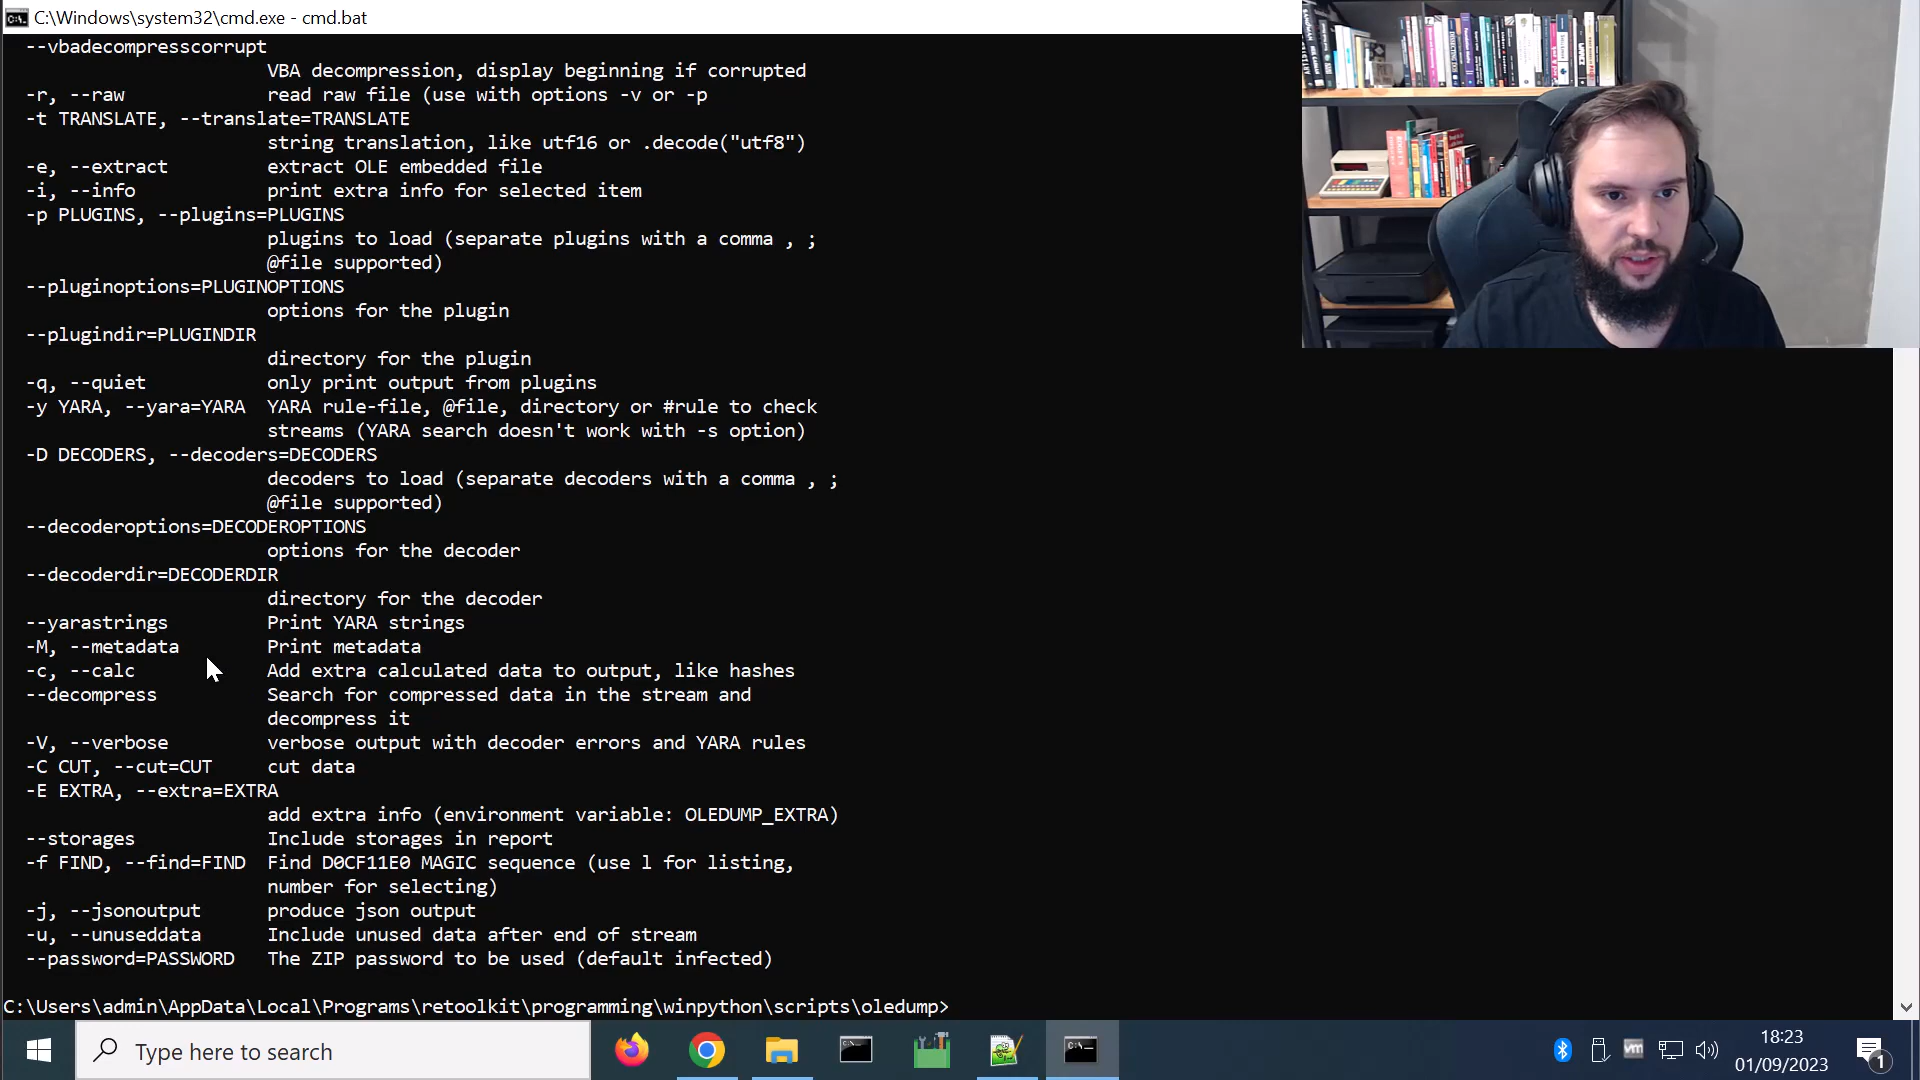 C:\Windows\system32\cmd.exe - cmd.bat
--vbadecompresscorrupt
VBA decompression, display beginning if corrupted
-r, --raw read raw file (use with options -v or -p
-t TRANSLATE, --translate=TRANSLATE
string translation, like utf16 or .decode("utf8")
-e, --extract extract OLE embedded file
-i, --info print extra info for selected item
-p PLUGINS, --plugins=PLUGINS
plugins to load (separate plugins with a comma , ;
@file supported)
--pluginoptions=PLUGINOPTIONS
options for the plugin
--plugindir=PLUGINDIR
directory for the plugin
-q, --quiet only print output from plugins
-y YARA, --yara=YARA YARA rule-file, @file, directory or #rule to check
streams (YARA search doesn't work with -s option)
-D DECODERS, --decoders=DECODERS
decoders to load (separate decoders with a comma , ;
@file supported)
--decoderoptions=DECODEROPTIONS
options for the decoder
--decoderdir=DECODERDIR
directory for the decoder
--yarastrings Print YARA strings
-M, --metadata Print metadata
-c, --calc Add extra calculated data to output, like hashes
--decompress Search for compressed data in the stream and
decompress it
-V, --verbose verbose output with decoder errors and YARA rules
-C CUT, --cut=CUT cut data
-E EXTRA, --extra=EXTRA
add extra info (environment variable: OLEDUMP_EXTRA)
--storages Include storages in report
-f FIND, --find=FIND Find D0CF11E0 MAGIC sequence (use l for listing,
number for selecting)
-j, --jsonoutput produce json output
-u, --unuseddata Include unused data after end of stream
--password=PASSWORD The ZIP password to be used (default infected)
C:\Users\admin\AppData\Local\Programs\retoolkit\programming\winpython\scripts\oledump>
Type here to search
vm
18:23
01/09/2023
1